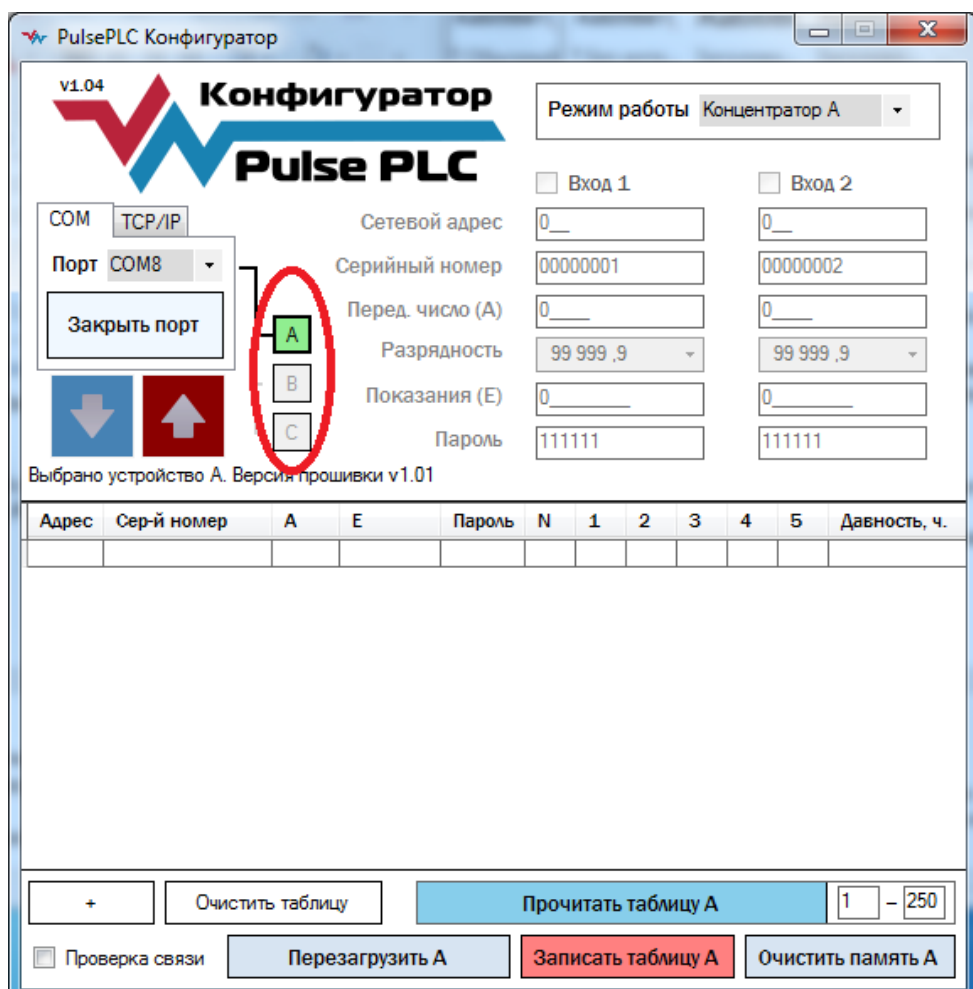 PulsePLC Конфигуратор
v1.04
Конфигуратор
Pulse PLC
Режим работы Концентратор А
Вход 1 Вход 2
COM TCP/IP
Порт COM8
Закрыть порт
A
B
C
Сетевой адрес 0__ 0__
Серийный номер 00000001 00000002
Перед. число (А) 0____ 0____
Разрядность 99 999 ,9 99 999 ,9
Показания (Е) 0________ 0________
Пароль 111111 111111
Выбрано устройство А. Версия прошивки v1.01
Адрес Сер-й номер А Е Пароль N 1 2 3 4 5 Давность, ч.
+ Очистить таблицу Прочитать таблицу А 1 – 250
Проверка связи Перезагрузить А Записать таблицу А Очистить память А